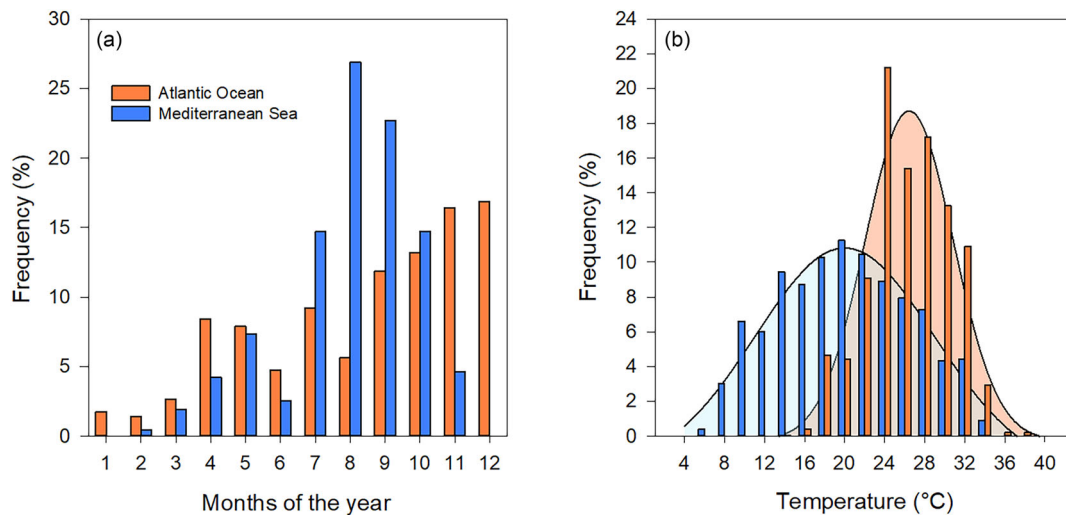 (a)
Atlantic Ocean
Mediterranean Sea
Frequency (%)
30
25
20
15
10
5
0
1 2 3 4 5 6 7 8 9 10 11 12
Months of the year
(b)
Frequency (%)
24
22
20
18
16
14
12
10
8
6
4
2
0
4 8 12 16 20 24 28 32 36 40
Temperature (°C)